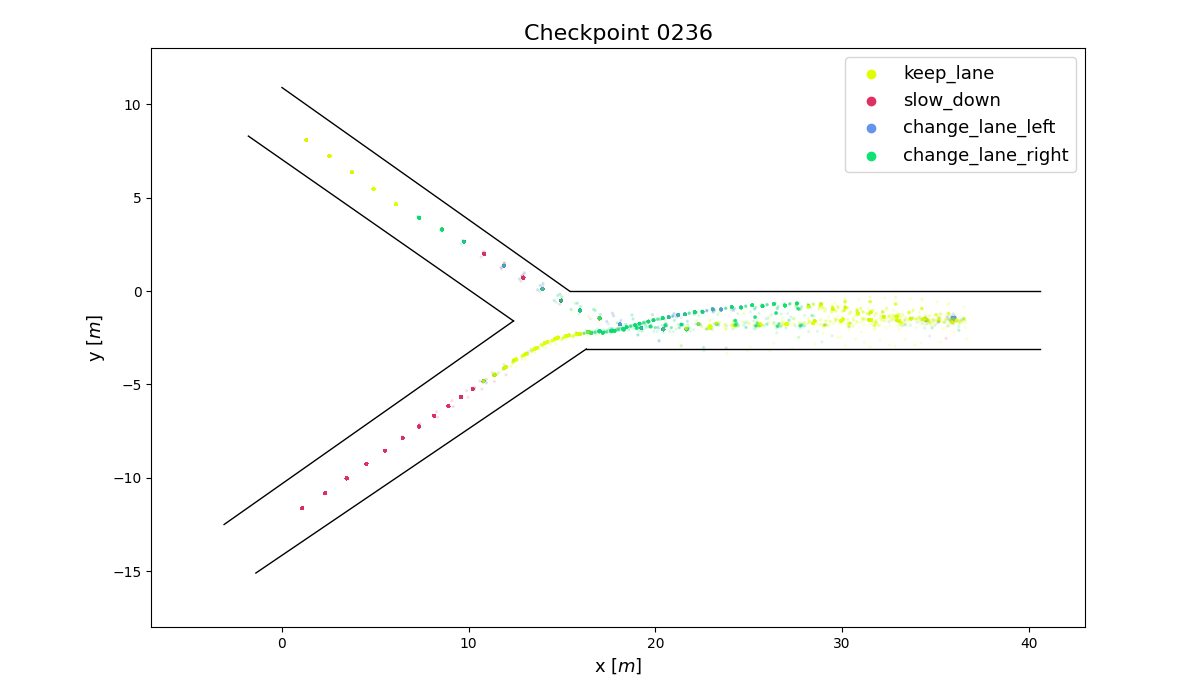 Checkpoint 0236
keep_lane
slow_down
change_lane_left
change_lane_right
10
5
0
−5
−10
−15
y [m]
0
10
20
30
40
x [m]